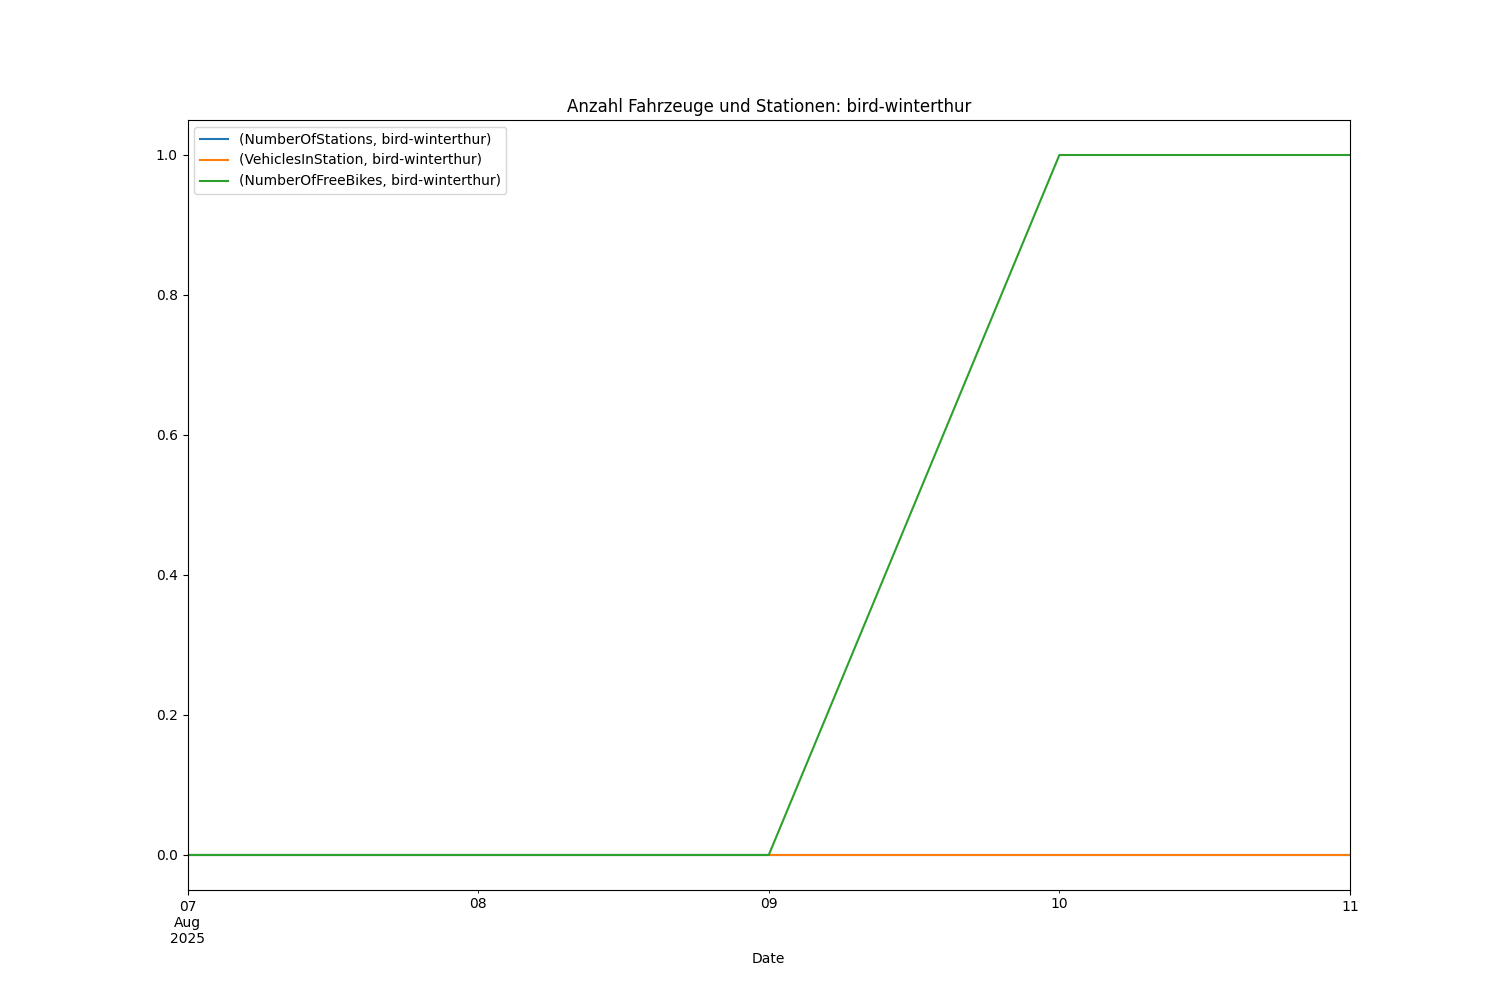 Anzahl Fahrzeuge und Stationen: bird-winterthur
(NumberOfStations, bird-winterthur)
(VehiclesInStation, bird-winterthur)
(NumberOfFreeBikes, bird-winterthur)
1.0
0.8
0.6
0.4
0.2
0.0
07 08 09 10 11
Aug
2025
Date